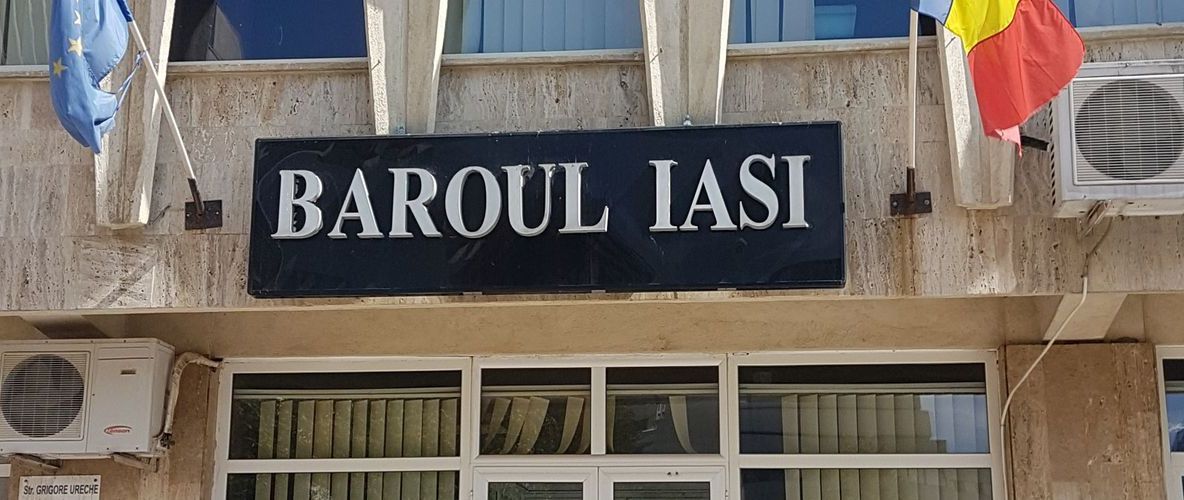 BAROUL IASI
Str. GRIGORE URECHE